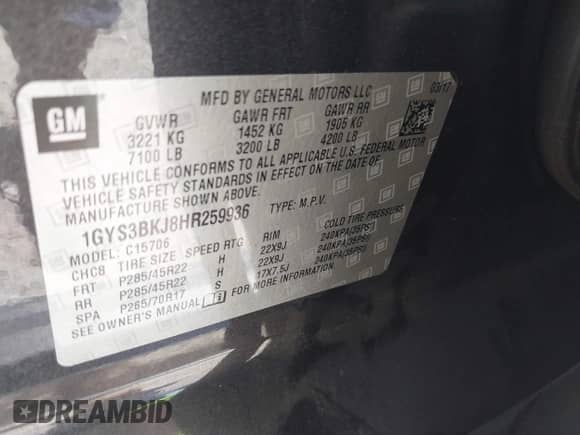 GM
MFD BY GENERAL MOTORS LLC
03/17
GVWR GAWR FRT GAWR RR
3221 KG 1452 KG 1905 KG
7100 LB 3200 LB 4200 LB
THIS VEHICLE CONFORMS TO ALL APPLICABLE U.S. FEDERAL MOTOR
VEHICLE SAFETY STANDARDS IN EFFECT ON THE DATE OF
MANUFACTURE SHOWN ABOVE.
1GYS3BKJ8HR259936 TYPE: M.P.V.
MODEL: C15706
CHC8 TIRE SIZE SPEED RTG RIM COLD TIRE PRESSURE
FRT P285/45R22 H 22X9J 240KPA(35PSI)
RR P285/45R22 H 22X9J 240KPA(35PSI)
SPA P265/70R17 S 17X7.5J 240KPA(35PSI)
SEE OWNER'S MANUAL FOR MORE INFORMATION.
DREAMBID